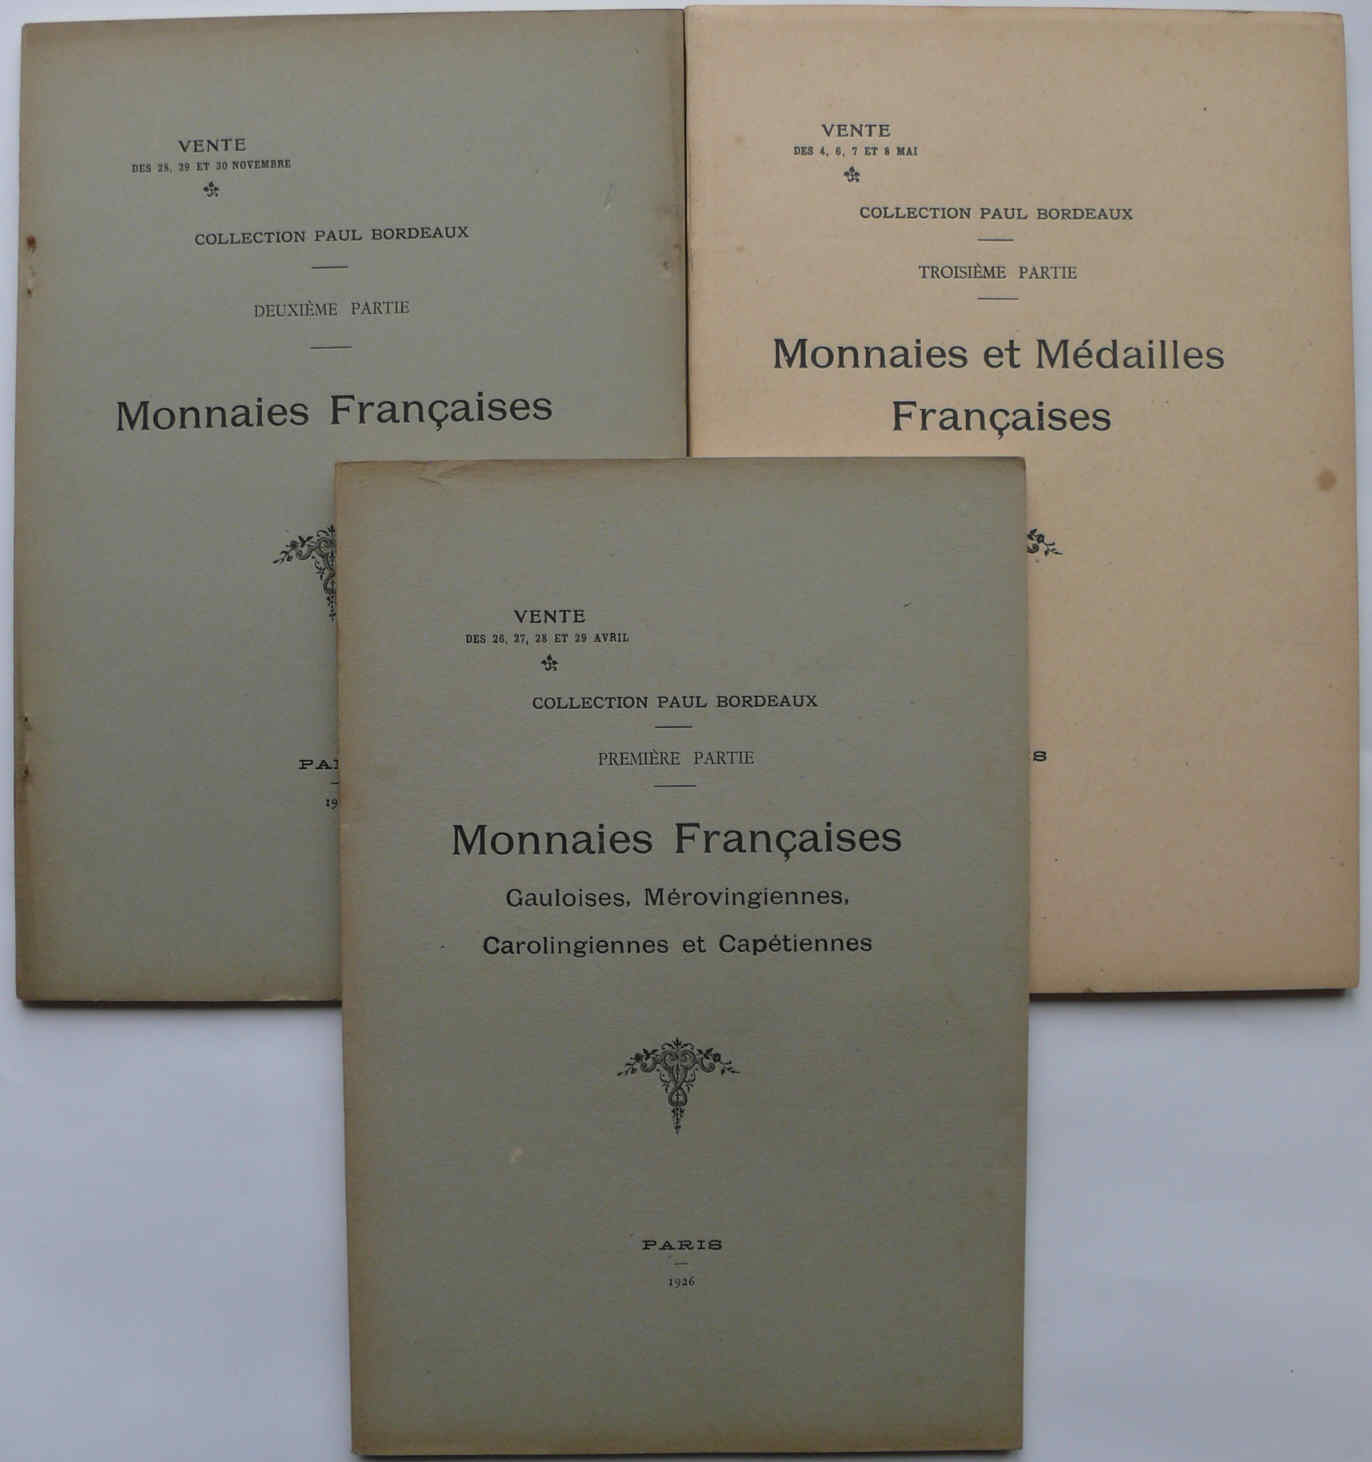 VENTE
DES 28, 29 ET 30 NOVEMBRE
COLLECTION PAUL BORDEAUX
DEUXIÈME PARTIE
Monnaies Françaises
VENTE
DES 4, 6, 7 ET 8 MAI
COLLECTION PAUL BORDEAUX
TROISIÈME PARTIE
Monnaies et Médailles
Françaises
VENTE
DES 26, 27, 28 ET 29 AVRIL
COLLECTION PAUL BORDEAUX
PREMIÈRE PARTIE
Monnaies Françaises
Gauloises, Mérovingiennes,
Carolingiennes et Capétiennes
PARIS
1926